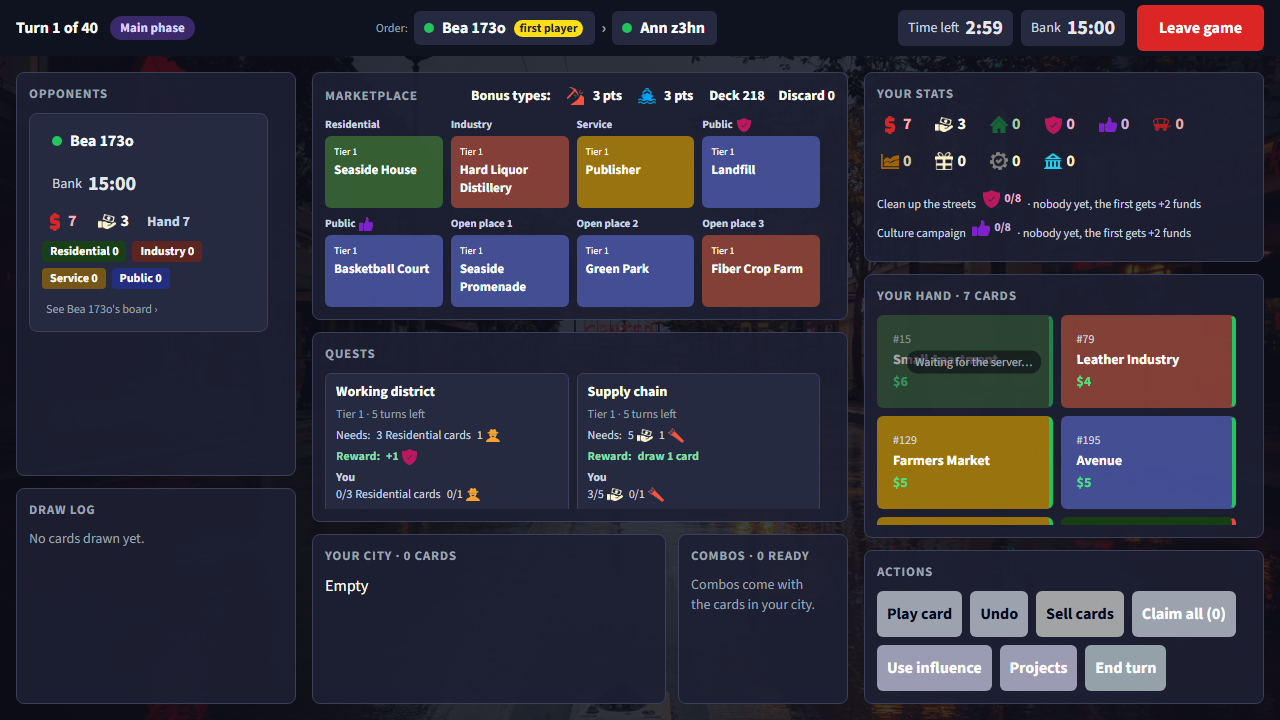 Turn 1 of 40 Main phase Order: Bea 173o first player › Ann z3hn Time left 2:59 Bank 15:00 Leave game
OPPONENTS
Bea 173o
Bank 15:00
7 3 Hand 7
Residential 0 Industry 0
Service 0 Public 0
See Bea 173o's board ›
DRAW LOG
No cards drawn yet.
MARKETPLACE Bonus types: 3 pts 3 pts Deck 218 Discard 0
Residential Industry Service Public
Tier 1 Tier 1 Tier 1 Tier 1
Seaside House Hard Liquor Publisher Landfill
Distillery
Public Open place 1 Open place 2 Open place 3
Tier 1 Tier 1 Tier 1 Tier 1
Basketball Court Seaside Green Park Fiber Crop Farm
Promenade
QUESTS
Working district Supply chain
Tier 1 · 5 turns left Tier 1 · 5 turns left
Needs: 3 Residential cards 1 Needs: 5 1
Reward: +1 Reward: draw 1 card
You You
0/3 Residential cards 0/1 3/5 0/1
YOUR CITY · 0 CARDS
Empty
COMBOS · 0 READY
Combos come with
the cards in your city.
YOUR STATS
7 3 0 0 0 0
0 0 0 0
Clean up the streets 0/8 · nobody yet, the first gets +2 funds
Culture campaign 0/8 · nobody yet, the first gets +2 funds
YOUR HAND · 7 CARDS
#15 #79
Waiting for the server… Leather Industry
$6 $4
#129 #195
Farmers Market Avenue
$5 $5
ACTIONS
Play card Undo Sell cards Claim all (0)
Use influence Projects End turn